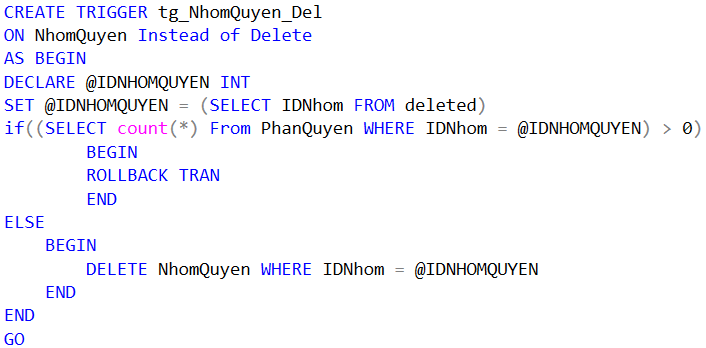 CREATE TRIGGER tg_NhomQuyen_Del
ON NhomQuyen Instead of Delete
AS BEGIN
DECLARE @IDNHOMQUYEN INT
SET @IDNHOMQUYEN = (SELECT IDNhom FROM deleted)
if((SELECT count(*) From PhanQuyen WHERE IDNhom = @IDNHOMQUYEN) > 0)
        BEGIN
        ROLLBACK TRAN
        END
ELSE
    BEGIN
        DELETE NhomQuyen WHERE IDNhom = @IDNHOMQUYEN
    END
END
GO